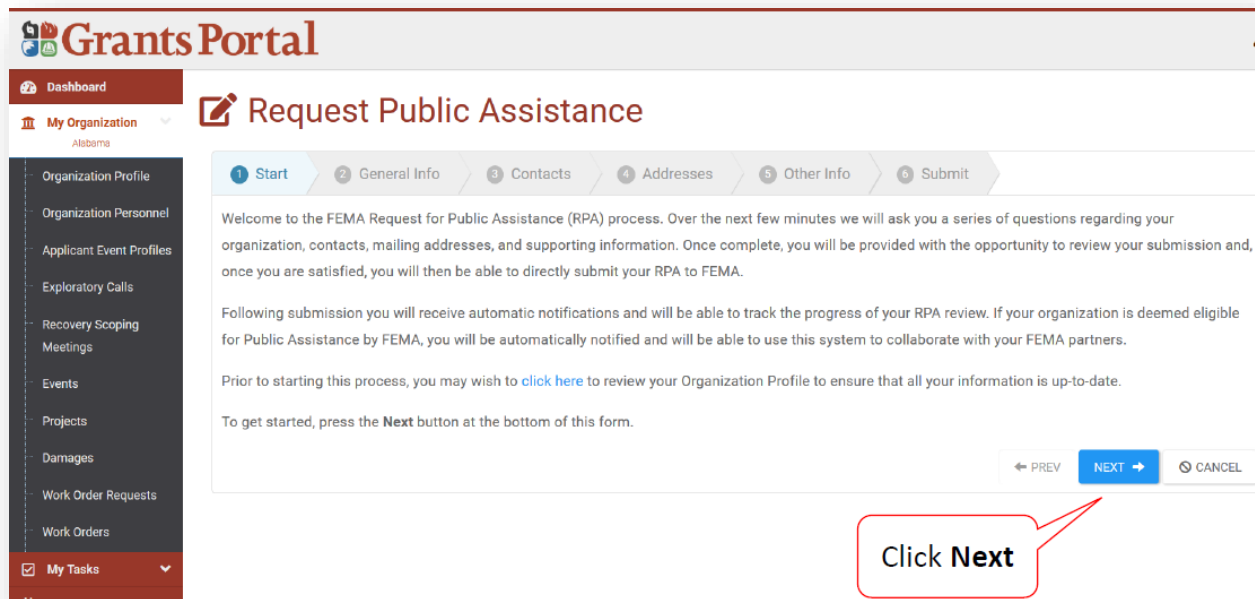 Grants Portal
Dashboard
My Organization
Alabama
Organization Profile
Organization Personnel
Applicant Event Profiles
Exploratory Calls
Recovery Scoping
Meetings
Events
Projects
Damages
Work Order Requests
Work Orders
My Tasks
Request Public Assistance
1 Start 2 General Info 3 Contacts 4 Addresses 5 Other Info 6 Submit
Welcome to the FEMA Request for Public Assistance (RPA) process. Over the next few minutes we will ask you a series of questions regarding your
organization, contacts, mailing addresses, and supporting information. Once complete, you will be provided with the opportunity to review your submission and,
once you are satisfied, you will then be able to directly submit your RPA to FEMA.
Following submission you will receive automatic notifications and will be able to track the progress of your RPA review. If your organization is deemed eligible
for Public Assistance by FEMA, you will be automatically notified and will be able to use this system to collaborate with your FEMA partners.
Prior to starting this process, you may wish to click here to review your Organization Profile to ensure that all your information is up-to-date.
To get started, press the Next button at the bottom of this form.
PREV NEXT CANCEL
Click Next